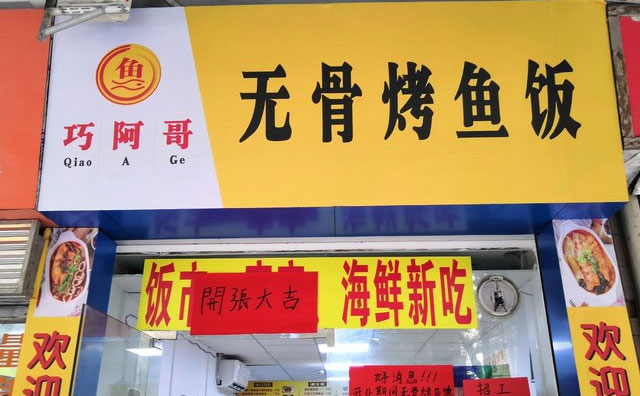 鱼
巧阿哥
Qiao A Ge
无骨烤鱼饭
饭市
海鲜新吃
開張大吉
欢迎
欢迎
好消息!!!
招工